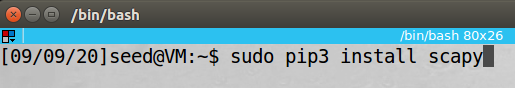 /bin/bash
/bin/bash 80x26
[09/09/20]seed@VM:~$ sudo pip3 install scapy